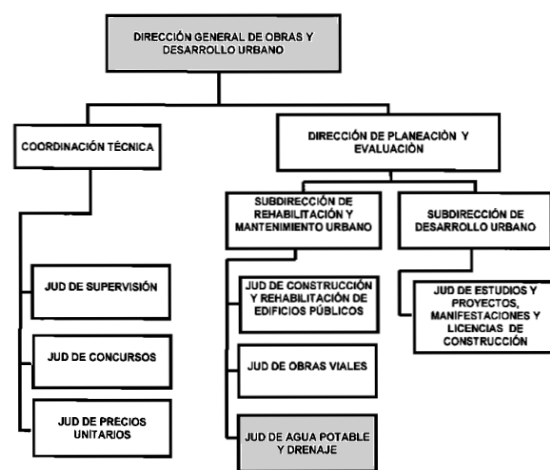 DIRECCIÓN GENERAL DE OBRAS Y
DESARROLLO URBANO
COORDINACIÓN TÉCNICA
DIRECCIÓN DE PLANEACIÓN Y
EVALUACIÓN
SUBDIRECCIÓN DE
REHABILITACIÓN Y
MANTENIMIENTO URBANO
SUBDIRECCIÓN DE
DESARROLLO URBANO
JUD DE SUPERVISIÓN
JUD DE CONCURSOS
JUD DE PRECIOS
UNITARIOS
JUD DE CONSTRUCCIÓN
Y REHABILITACIÓN DE
EDIFICIOS PÚBLICOS
JUD DE OBRAS VIALES
JUD DE AGUA POTABLE
Y DRENAJE
JUD DE ESTUDIOS Y
PROYECTOS,
MANIFESTACIONES Y
LICENCIAS DE
CONSTRUCCIÓN